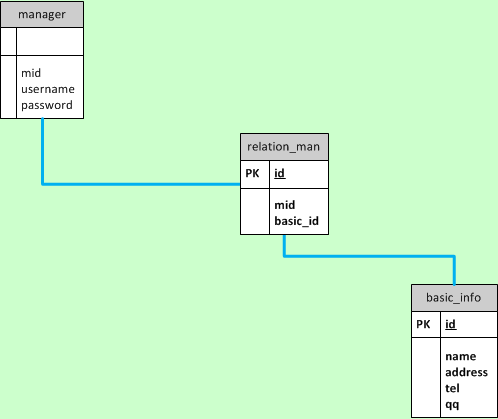 manager
mid
username
password
relation_man
PK id
mid
basic_id
basic_info
PK id
name
address
tel
qq